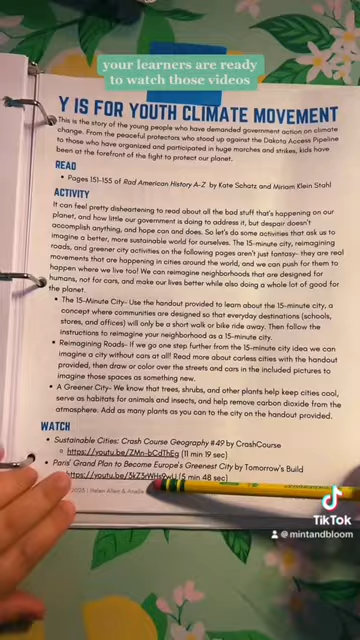 your learners are ready
to watch those videos
Y IS FOR YOUTH CLIMATE MOVEMENT
This is the story of the young people who have demanded government action on climate
change. From the peaceful protectors who stood up against the Dakota Access Pipeline
to those who have organized and participated in huge marches and strikes, kids have
been at the forefront of the fight to protect our planet.
READ
• Pages 151-155 of Rad American History A-Z by Kate Schatz and Miriam Klein Stahl
ACTIVITY
It can feel pretty disheartening to read about all the bad stuff that's happening on our
planet, and how little our government is doing to address it, but despair doesn't
accomplish anything, and hope can and does. So let's do some activities that ask us to
imagine a better, more sustainable world for ourselves. The 15-minute city, reimagining
roads, and greener city activities on the following pages aren't just fantasy- they are real
movements that are happening in cities around the world, and we can push for them to
happen where we live too! We can reimagine neighborhoods that are designed for
humans, not for cars, and make our lives better while also doing a whole lot of good for
the planet.
• The 15-Minute City- Use the handout provided to learn about the 15-minute city, a
concept where communities are designed so that everyday destinations (schools,
stores, and offices) will only be a short walk or bike ride away. Then follow the
instructions to reimagine your neighborhood as a 15-minute city.
• Reimagining Roads- If we go one step further from the 15-minute city idea we can
imagine a city without cars at all! Read more about carless cities with the handout
provided, then draw or color over the streets and cars in the included pictures to
imagine those spaces as something new.
• A Greener City- We know that trees, shrubs, and other plants help keep cities cool,
serve as habitats for animals and insects, and help remove carbon dioxide from the
atmosphere. Add as many plants as you can to the city on the handout provided.
WATCH
• Sustainable Cities: Crash Course Geography #49 by CrashCourse
https://youtu.be/ZMn-bCdThEg (11 min 19 sec)
• Paris' Grand Plan to Become Europe's Greenest City by Tomorrow's Build
(5 min 48 sec)
2023 | Helen Allen &
TikTok
@mintandbloom